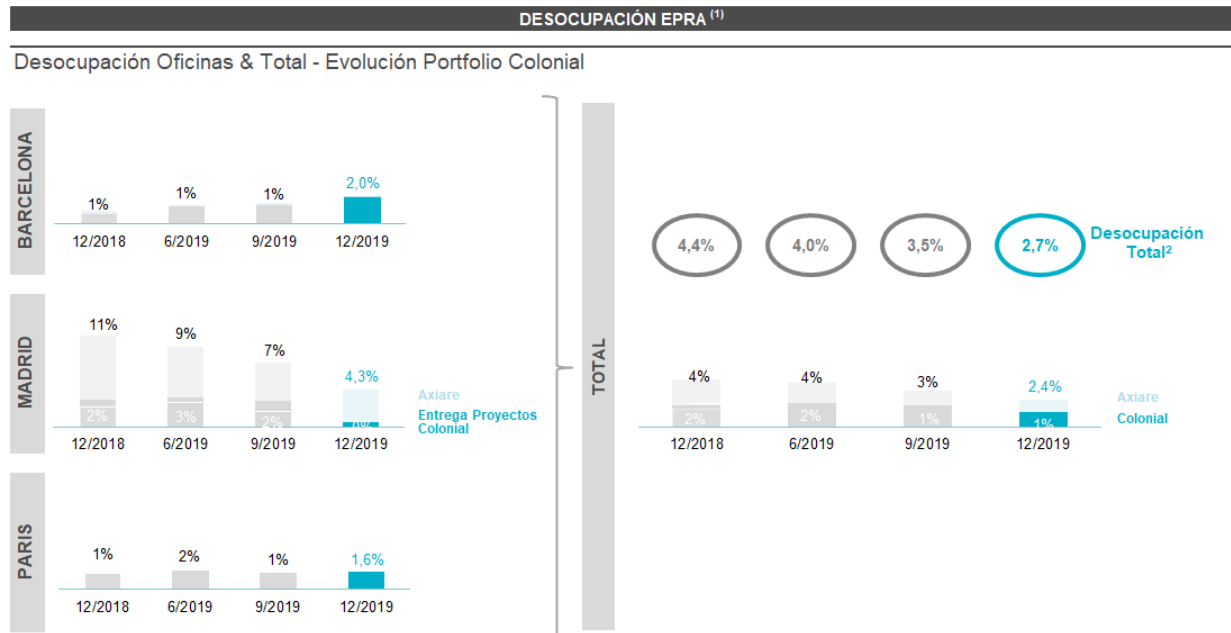 DESOCUPACIÓN EPRA (1)
Desocupación Oficinas & Total - Evolución Portfolio Colonial
BARCELONA
1% 1% 1% 2,0%
12/2018 6/2019 9/2019 12/2019
MADRID
11% 9% 7% 4,3%
2% 3% 2%
Axiare
Entrega Proyectos
Colonial
12/2018 6/2019 9/2019 12/2019
PARIS
1% 2% 1% 1,6%
12/2018 6/2019 9/2019 12/2019
TOTAL
4,4% 4,0% 3,5% 2,7%
Desocupación
Total²
4% 4% 3% 2,4%
2% 2% 1% 1%
Axiare
Colonial
12/2018 6/2019 9/2019 12/2019